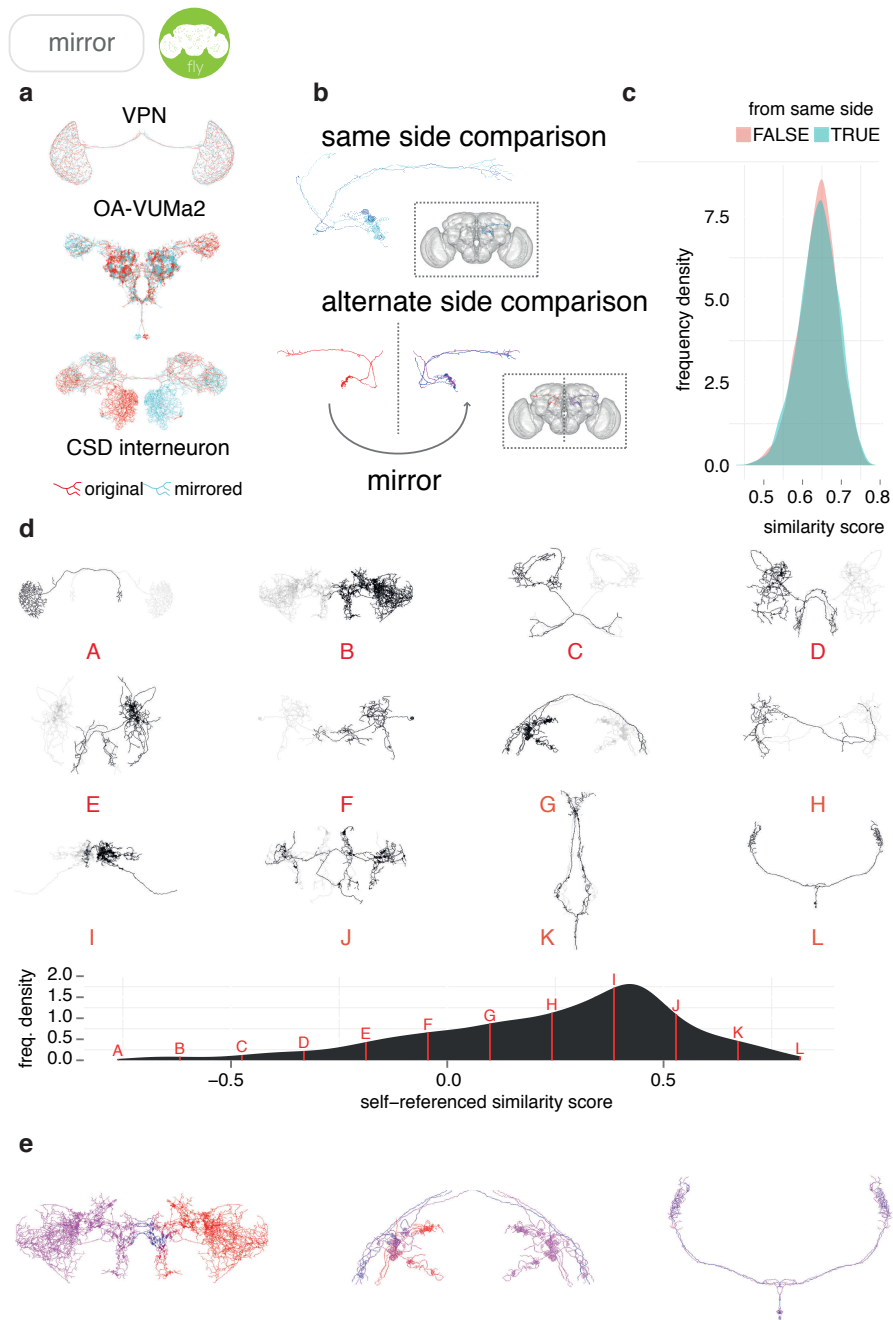 mirror
fly
a
b
c
VPN
OA-VUMa2
CSD interneuron
original mirrored
same side comparison
alternate side comparison
mirror
from same side
FALSE TRUE
frequency density
7.5
5.0
2.5
0.0
0.5 0.6 0.7 0.8
similarity score
d
A B C D
E F G H
I J K L
freq. density
2.0
1.5
1.0
0.5
0.0
A B C D E F G H I J K L
−0.5 0.0 0.5
self−referenced similarity score
e